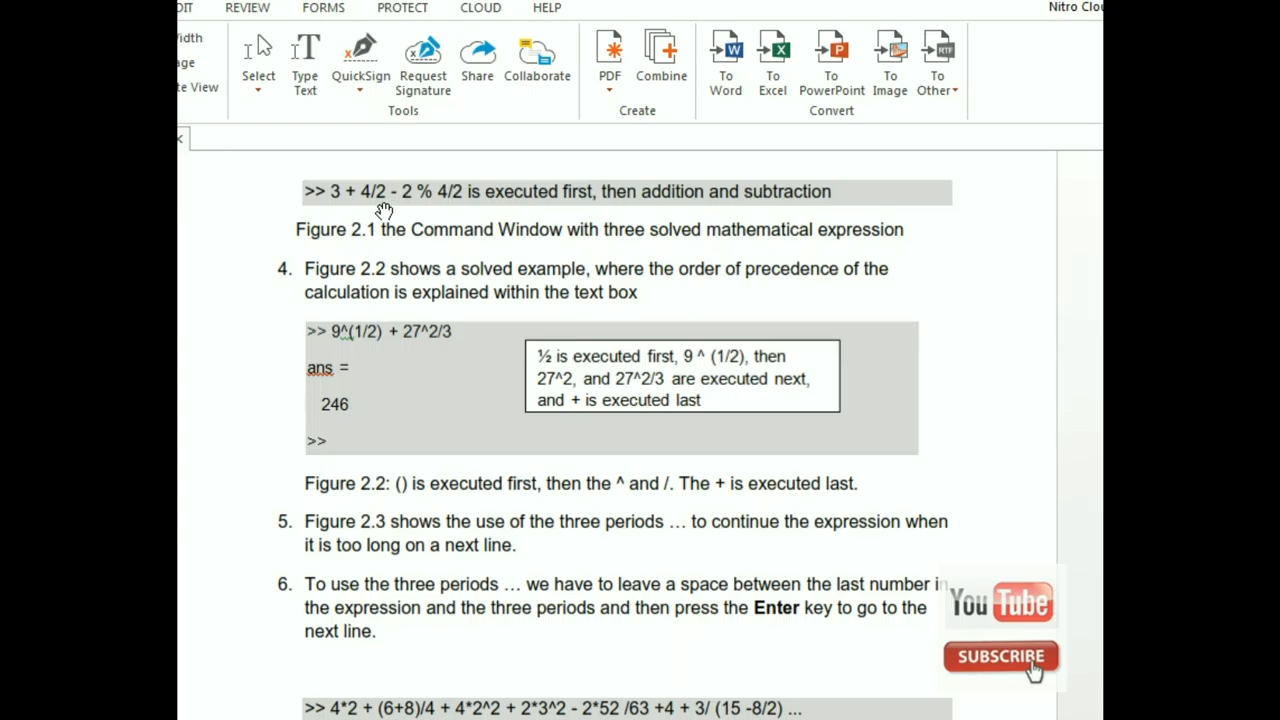 DIT REVIEW FORMS PROTECT CLOUD HELP Nitro Clou
idth
age
te View
Select
Type Text
QuickSign
Request Signature
Share
Collaborate
Tools
PDF
Combine
Create
To Word
To Excel
To PowerPoint
To Image
To Other
Convert
>> 3 + 4/2 - 2 % 4/2 is executed first, then addition and subtraction
Figure 2.1 the Command Window with three solved mathematical expression
4. Figure 2.2 shows a solved example, where the order of precedence of the
calculation is explained within the text box
>> 9^(1/2) + 27^2/3
ans =
246
>>
½ is executed first, 9 ^ (1/2), then
27^2, and 27^2/3 are executed next,
and + is executed last
Figure 2.2: () is executed first, then the ^ and /. The + is executed last.
5. Figure 2.3 shows the use of the three periods … to continue the expression when
it is too long on a next line.
6. To use the three periods … we have to leave a space between the last number in
the expression and the three periods and then press the Enter key to go to the
next line.
You Tube
SUBSCRIBE
>> 4*2 + (6+8)/4 + 4*2^2 + 2*3^2 - 2*52 /63 +4 + 3/ (15 -8/2) ...